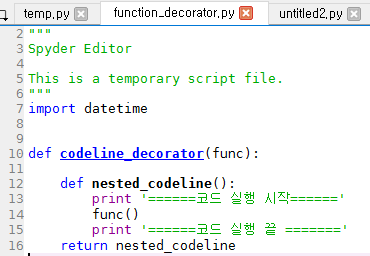 temp.py function_decorator.py untitled2.py
2 """
3 Spyder Editor
4
5 This is a temporary script file.
6 """
7 import datetime
8
9
10 def codeline_decorator(func):
11
12     def nested_codeline():
13         print '======코드 실행 시작======'
14         func()
15         print '======코드 실행 끝 ======='
16     return nested_codeline